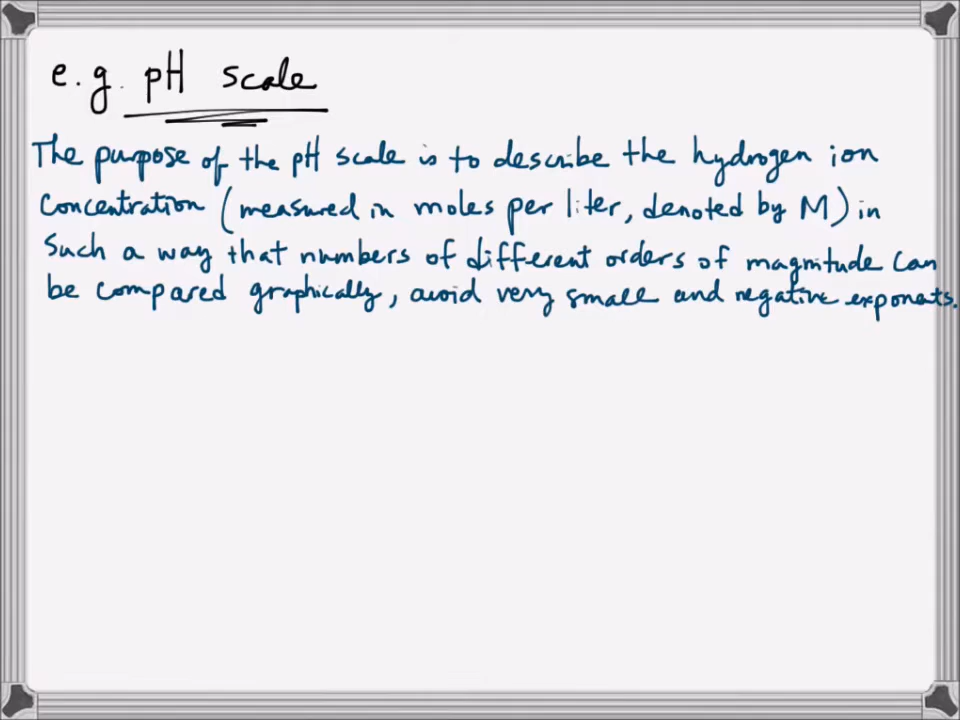 e.g. pH scale
The purpose of the pH scale is to describe the hydrogen ion
concentration (measured in moles per liter, denoted by M) in
such a way that numbers of different orders of magnitude can
be compared graphically, avoid very small and negative exponents.